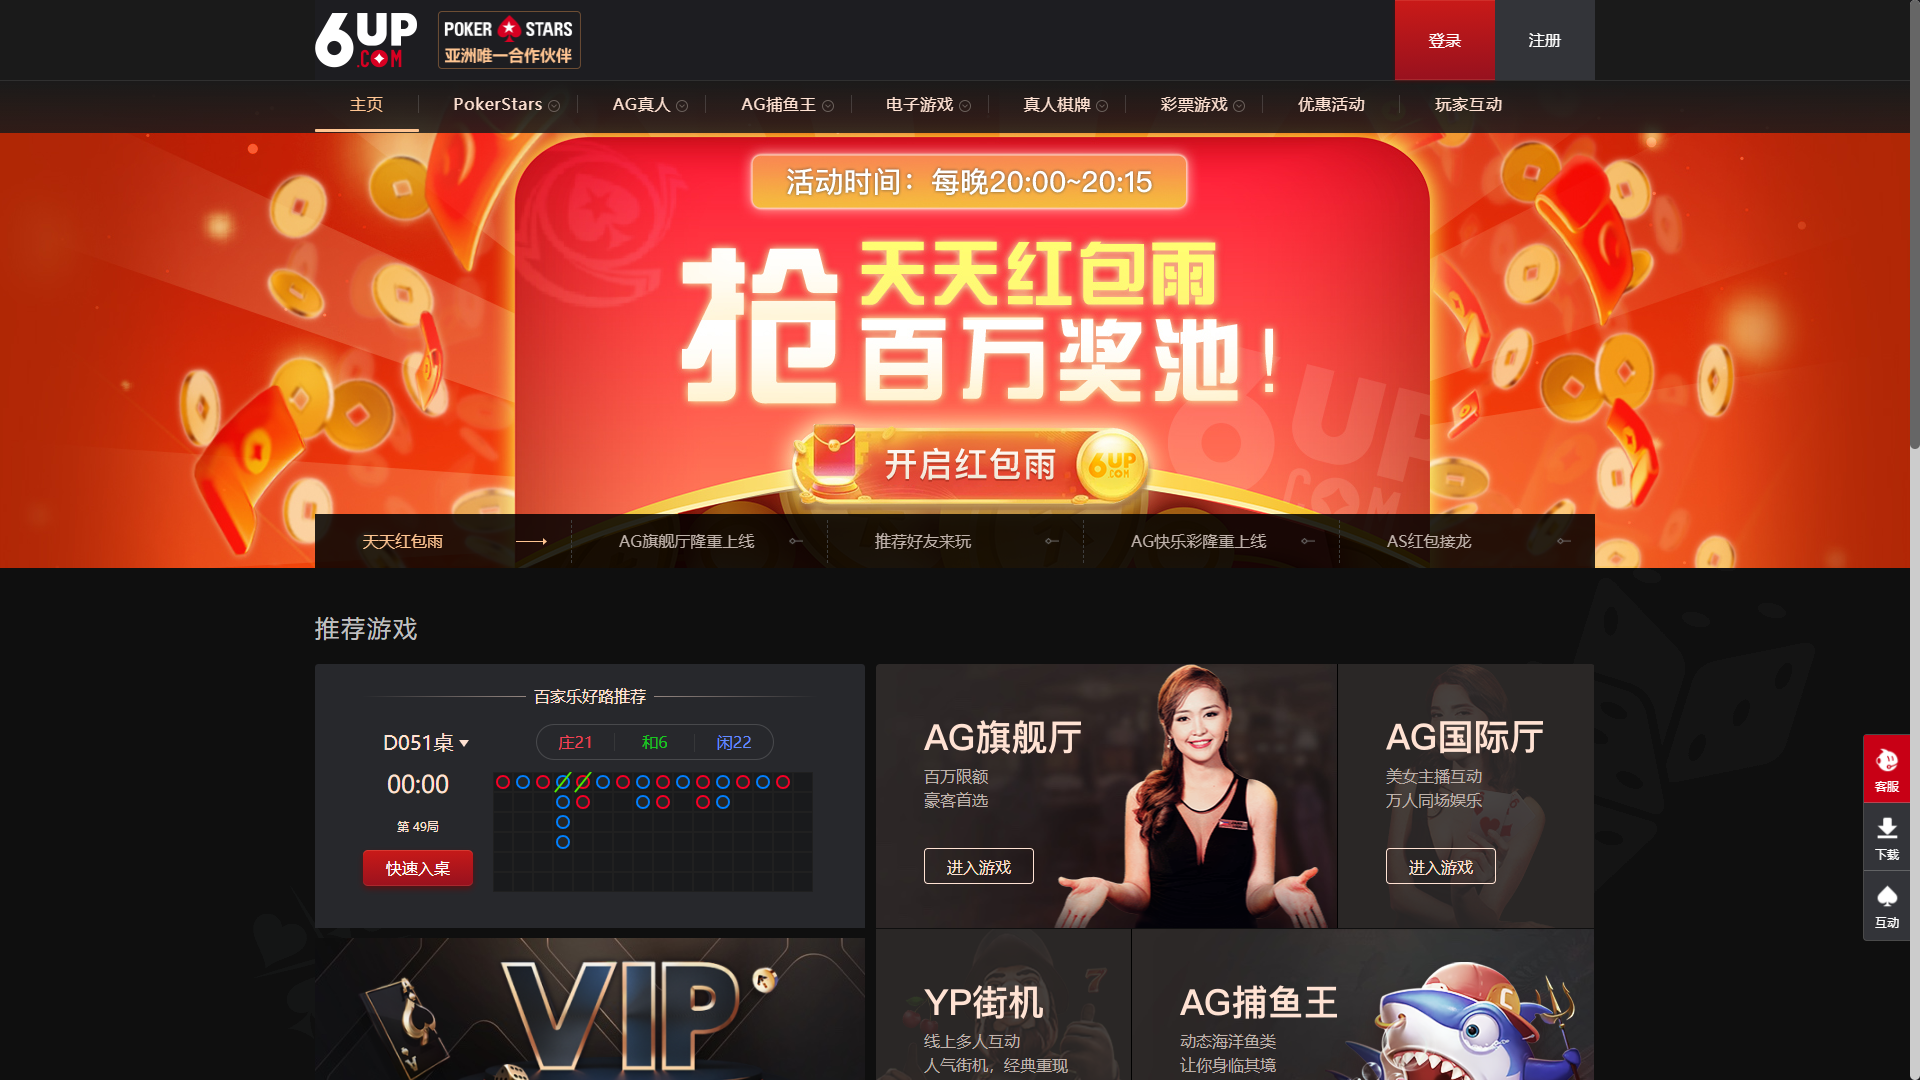 6UP
.COM
POKER STARS
亚洲唯一合作伙伴
登录
注册
主页
PokerStars
AG真人
AG捕鱼王
电子游戏
真人棋牌
彩票游戏
优惠活动
玩家互动
活动时间：每晚20:00~20:15
抢
天天红包雨
百万奖池！
6UP
COM
开启红包雨
6UP
COM
天天红包雨
AG旗舰厅隆重上线
推荐好友来玩
AG快乐彩隆重上线
AS红包接龙
推荐游戏
百家乐好路推荐
D051桌
庄21
和6
闲22
00:00
第 49局
快速入桌
AG旗舰厅
百万限额
豪客首选
进入游戏
AG国际厅
美女主播互动
万人同场娱乐
进入游戏
客服
下载
互动
VIP
YP街机
线上多人互动
人气街机，经典重现
7
AG捕鱼王
动态海洋鱼类
让你身临其境